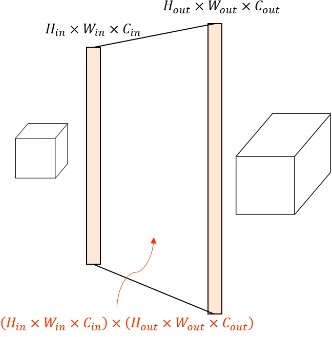 H_out × W_out × C_out
H_in × W_in × C_in
(H_in × W_in × C_in) × (H_out × W_out × C_out)